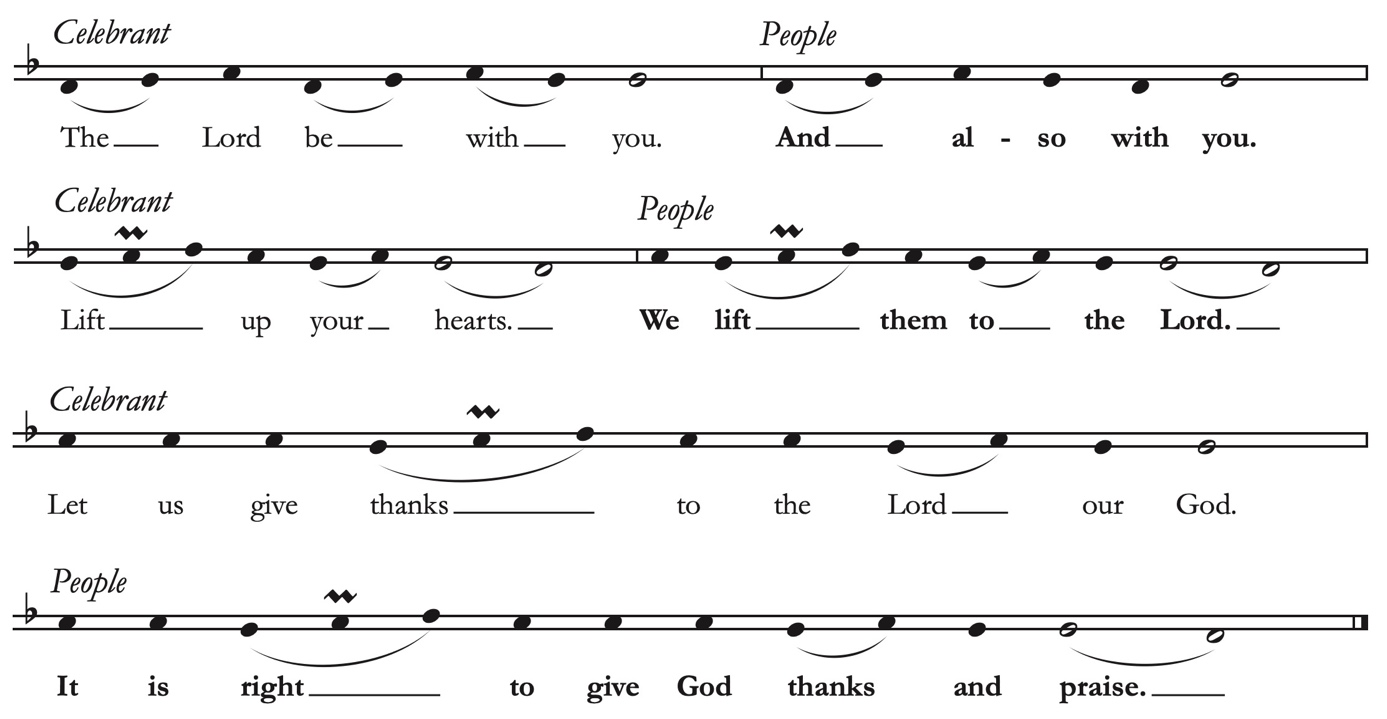 Celebrant People
The Lord be with you. And al - so with you.
Celebrant People
Lift up your hearts. We lift them to the Lord.
Celebrant
Let us give thanks to the Lord our God.
People
It is right to give God thanks and praise.